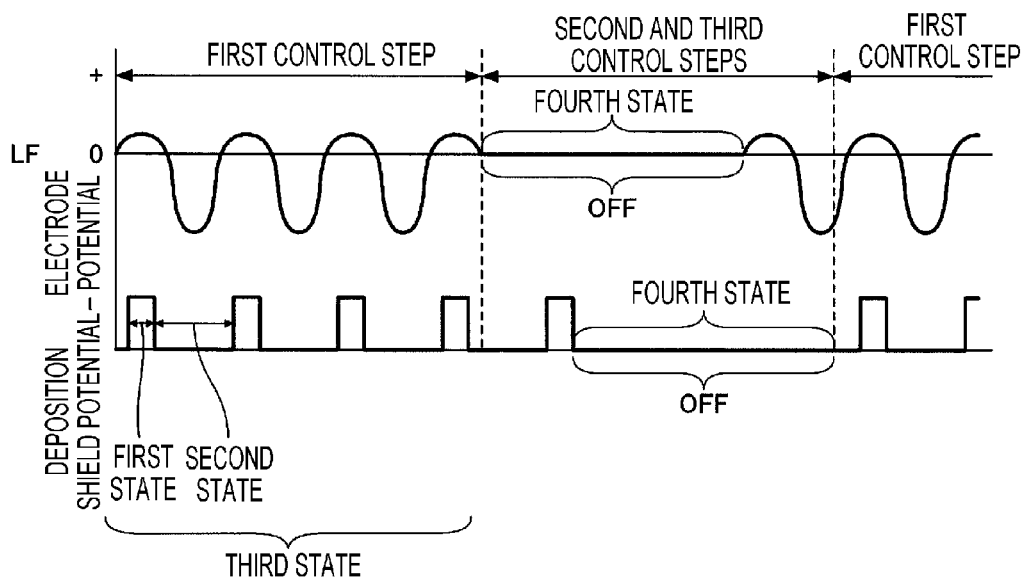 FIRST CONTROL STEP
SECOND AND THIRD
CONTROL STEPS
FIRST
CONTROL STEP
+
FOURTH STATE
LF
0
OFF
ELECTRODE
POTENTIAL
–
FOURTH STATE
OFF
DEPOSITION
SHIELD POTENTIAL
FIRST
STATE
SECOND
STATE
THIRD STATE